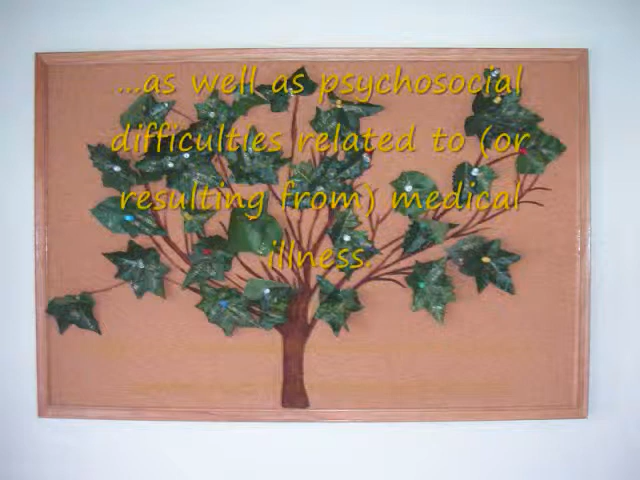 ...as well as psychosocial
difficulties related to (or
resulting from) medical
illness.